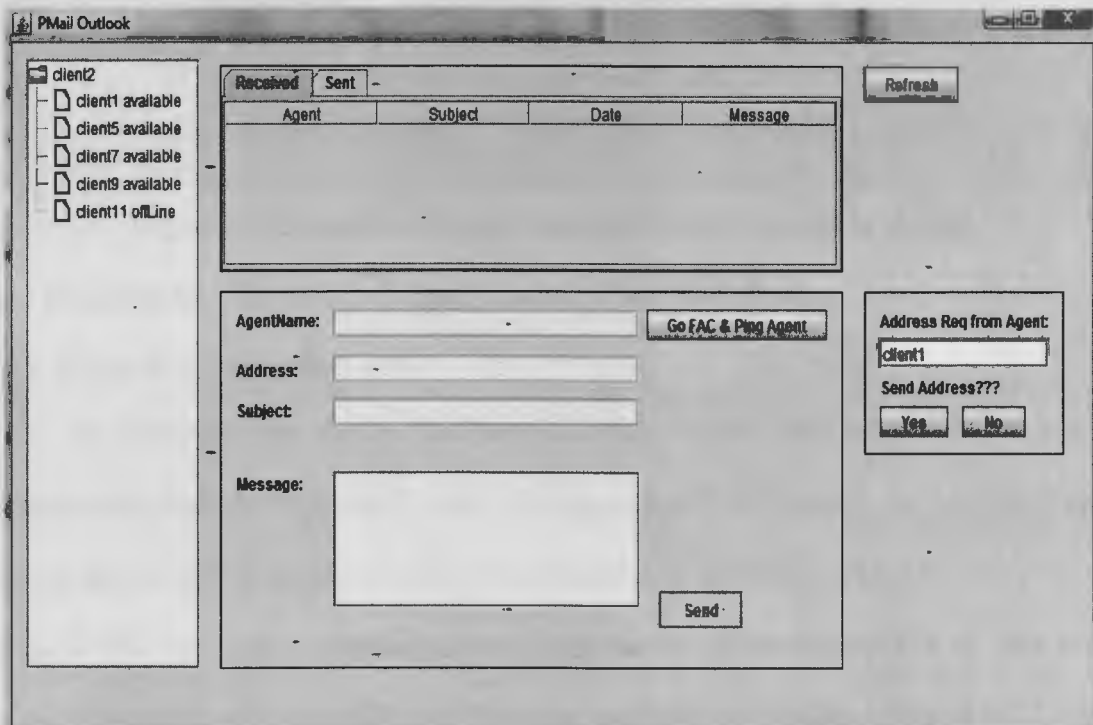 PMail Outlook
X
client2
client1 available
client5 available
client7 available
client9 available
client11 offLine
Received Sent
Agent Subject Date Message
Refresh
AgentName:
Go FAC & Ping Agent
Address:
Subject:
Message:
Send
Address Req from Agent:
client1
Send Address???
Yes No